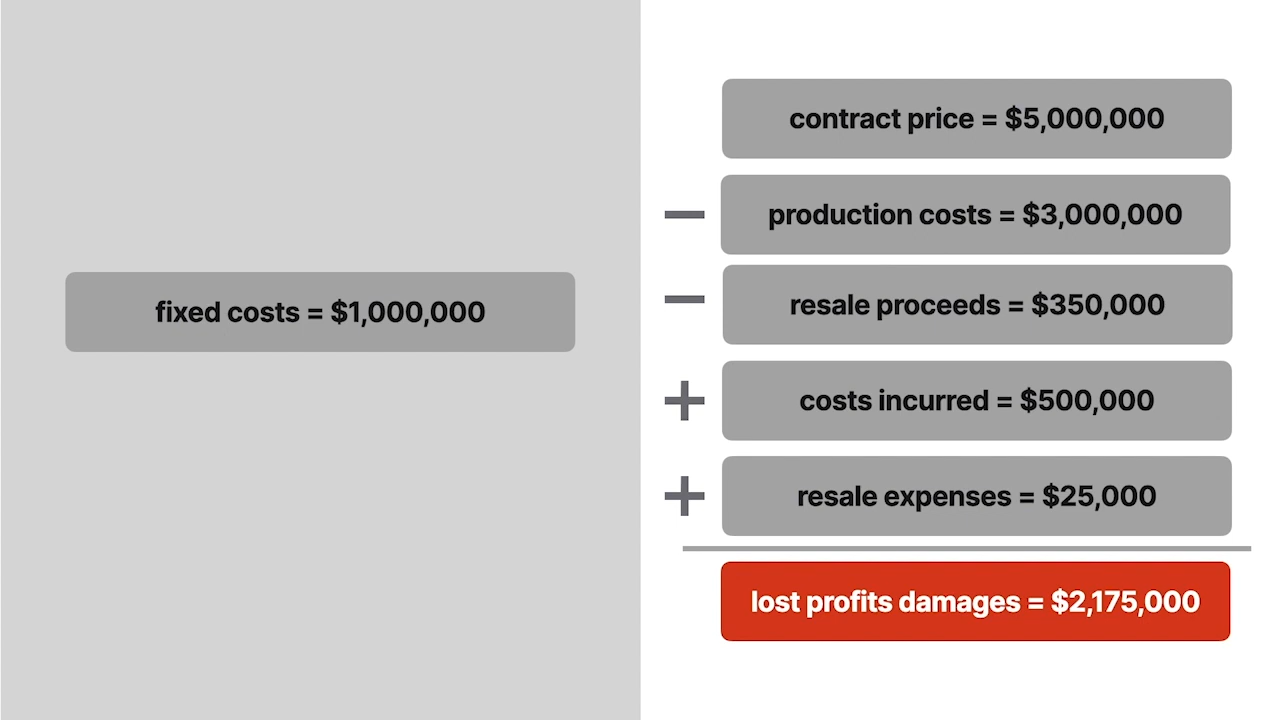 fixed costs = $1,000,000
contract price = $5,000,000
− production costs = $3,000,000
− resale proceeds = $350,000
+ costs incurred = $500,000
+ resale expenses = $25,000
lost profits damages = $2,175,000